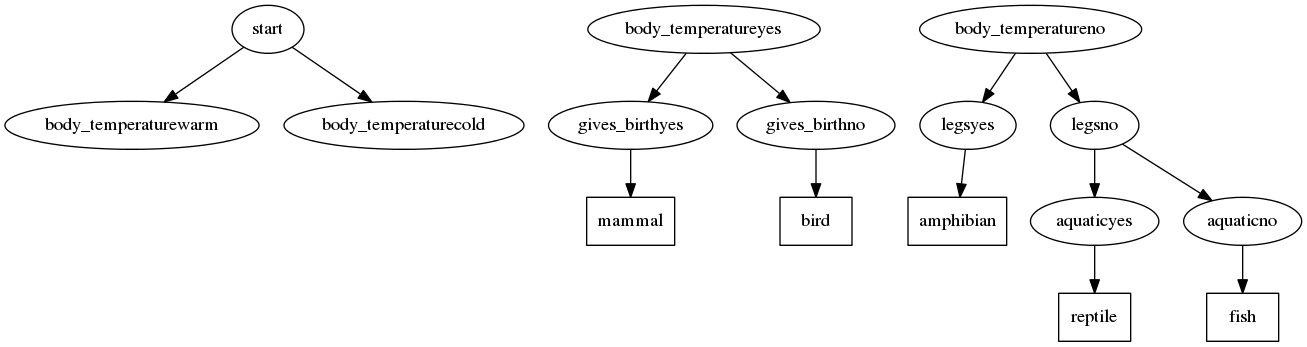 start
body_temperatureyes
body_temperatureno
body_temperaturewarm
body_temperaturecold
gives_birthyes
gives_birthno
legsyes
legsno
mammal
bird
amphibian
aquaticyes
aquaticno
reptile
fish